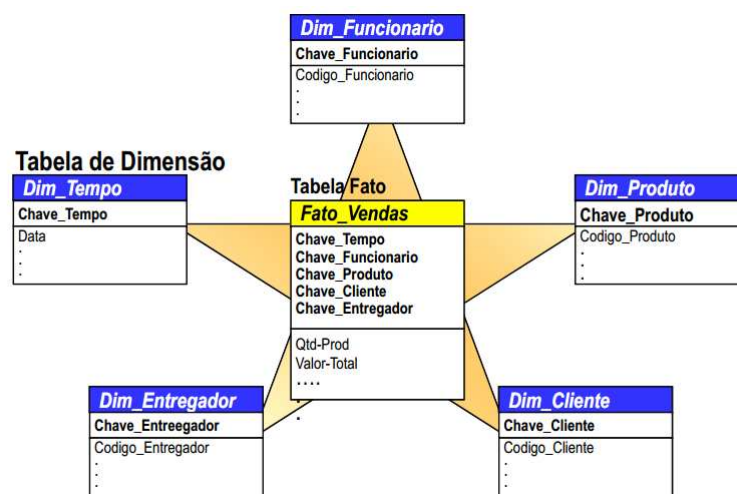 Dim_Funcionario
Chave_Funcionario
Codigo_Funcionario
.
.
.
Tabela de Dimensão
Dim_Tempo
Chave_Tempo
Data
.
.
.
Tabela Fato
Fato_Vendas
Chave_Tempo
Chave_Funcionario
Chave_Produto
Chave_Cliente
Chave_Entregador
Qtd-Prod
Valor-Total
....
.
.
Dim_Produto
Chave_Produto
Codigo_Produto
.
.
.
Dim_Entregador
Chave_Entreegador
Codigo_Entregador
.
.
.
Dim_Cliente
Chave_Cliente
Codigo_Cliente
.
.
.